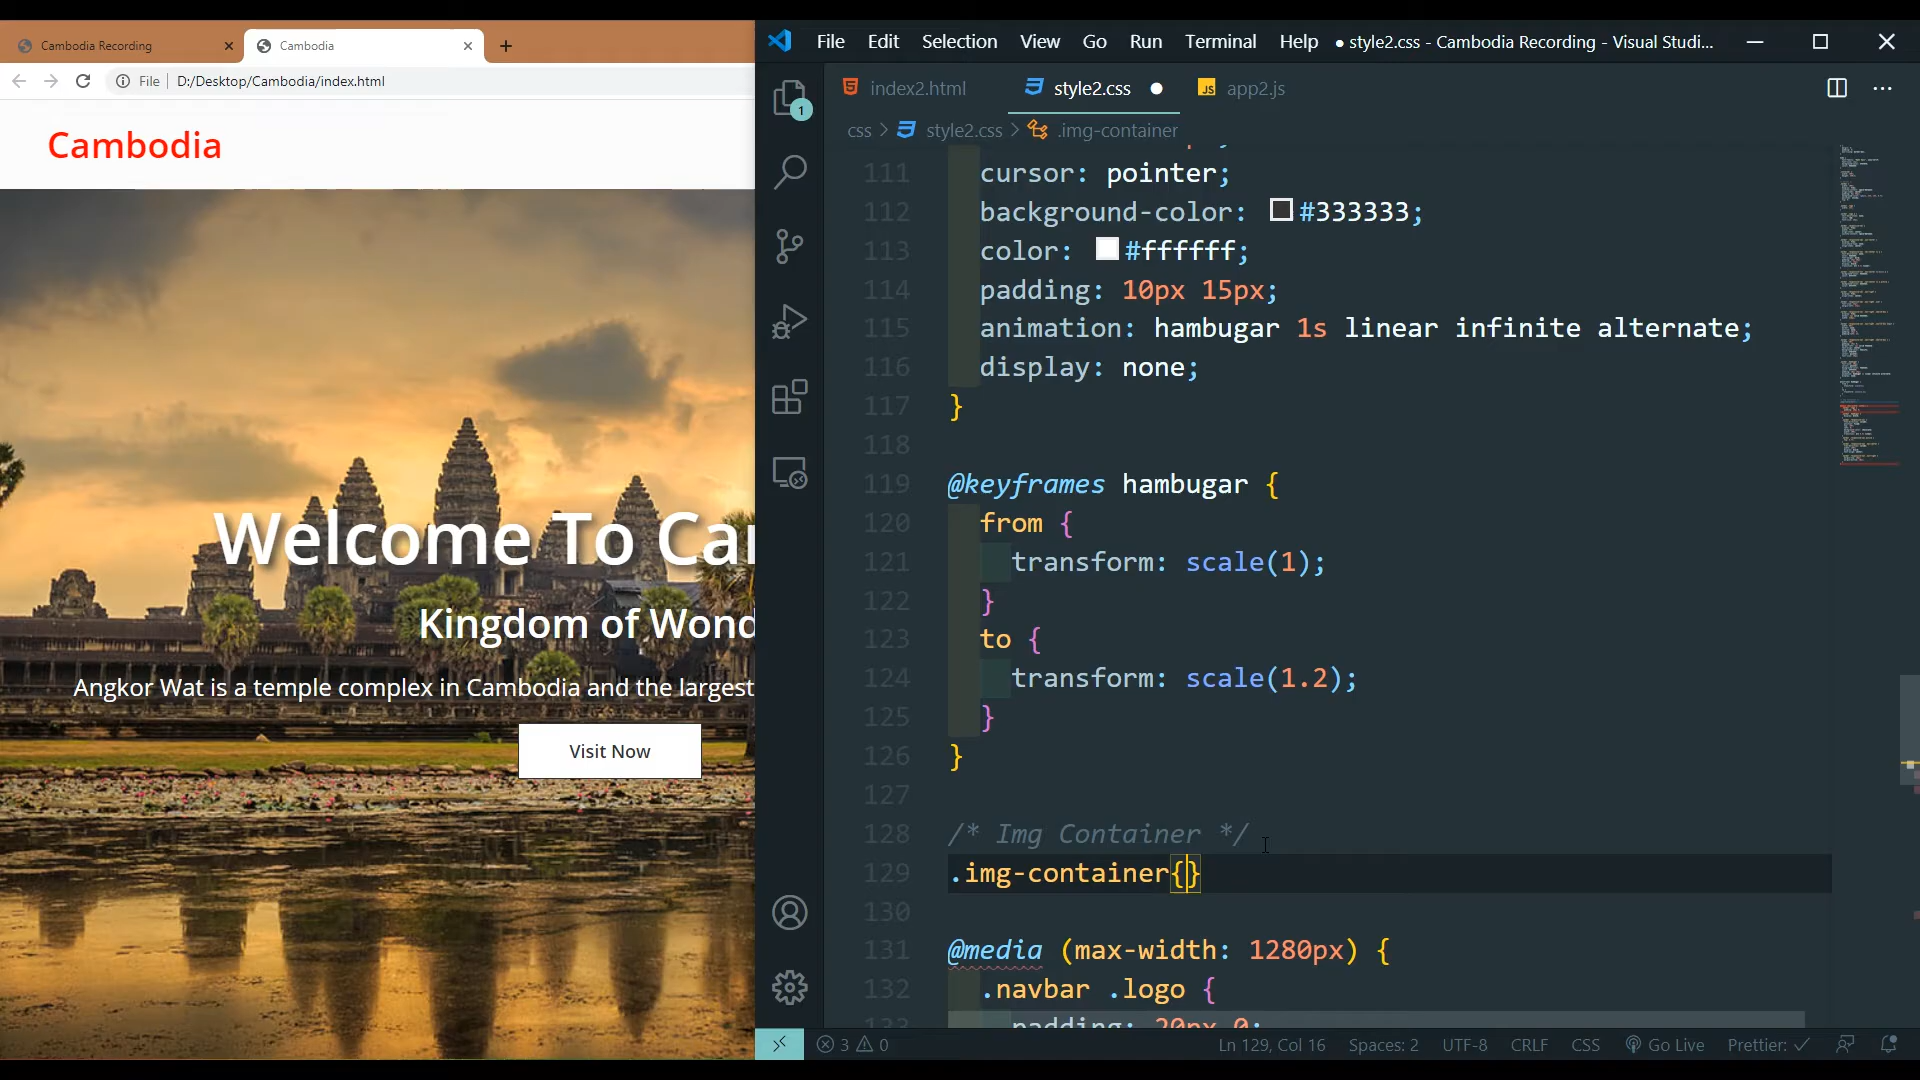 Cambodia Recording
Cambodia
File D:/Desktop/Cambodia/index.html
Cambodia
Welcome To
Kingdom of
Angkor Wat is a temple complex in Cambodia and the largest
Visit Now
File Edit Selection View Go Run Terminal Help ● style2.css - Cambodia Recording - Visual Studi...
index2.html style2.css JS app2.js
css > style2.css > .img-container
1
111 cursor: pointer;
112 background-color: #333333;
113 color: #ffffff;
114 padding: 10px 15px;
115 animation: hambugar 1s linear infinite alternate;
116 display: none;
117 }
118
119 @keyframes hambugar {
120 from {
121 transform: scale(1);
122 }
123 to {
124 transform: scale(1.2);
125 }
126 }
127
128 /* Img Container */
129 .img-container{}
130
131 @media (max-width: 1280px) {
132 .navbar .logo {
133 padding: 20px 0;
3 0 Ln 129, Col 16 Spaces: 2 UTF-8 CRLF CSS Go Live Prettier: ✓